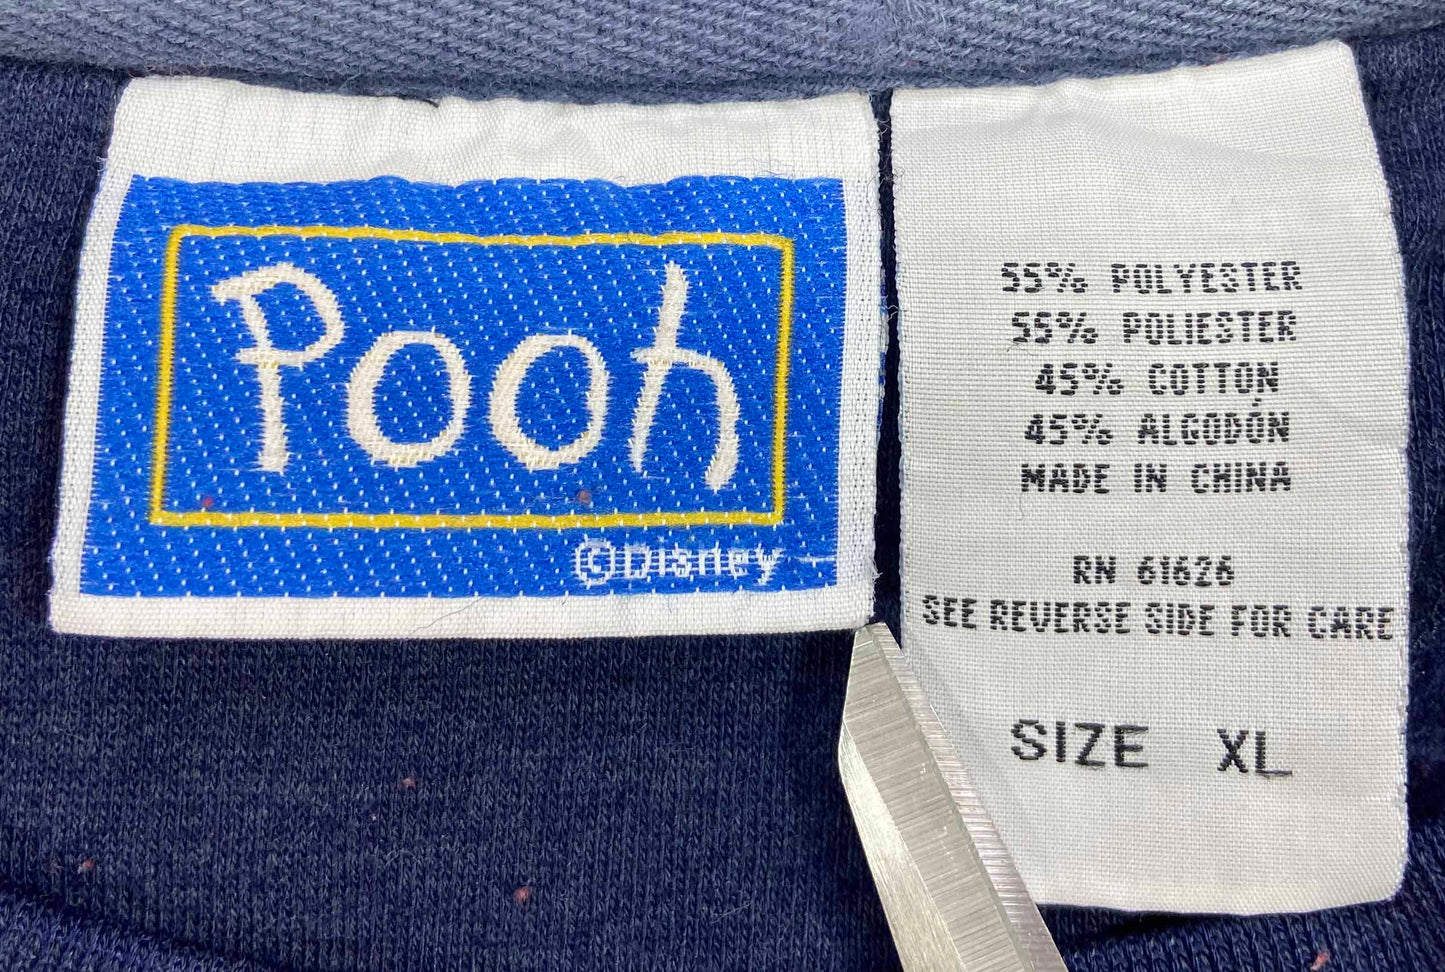 Pooh
©Disney
55% POLYESTER
55% POLIESTER
45% COTTON
45% ALGODÓN
MADE IN CHINA
RN 61626
SEE REVERSE SIDE FOR CARE
SIZE XL